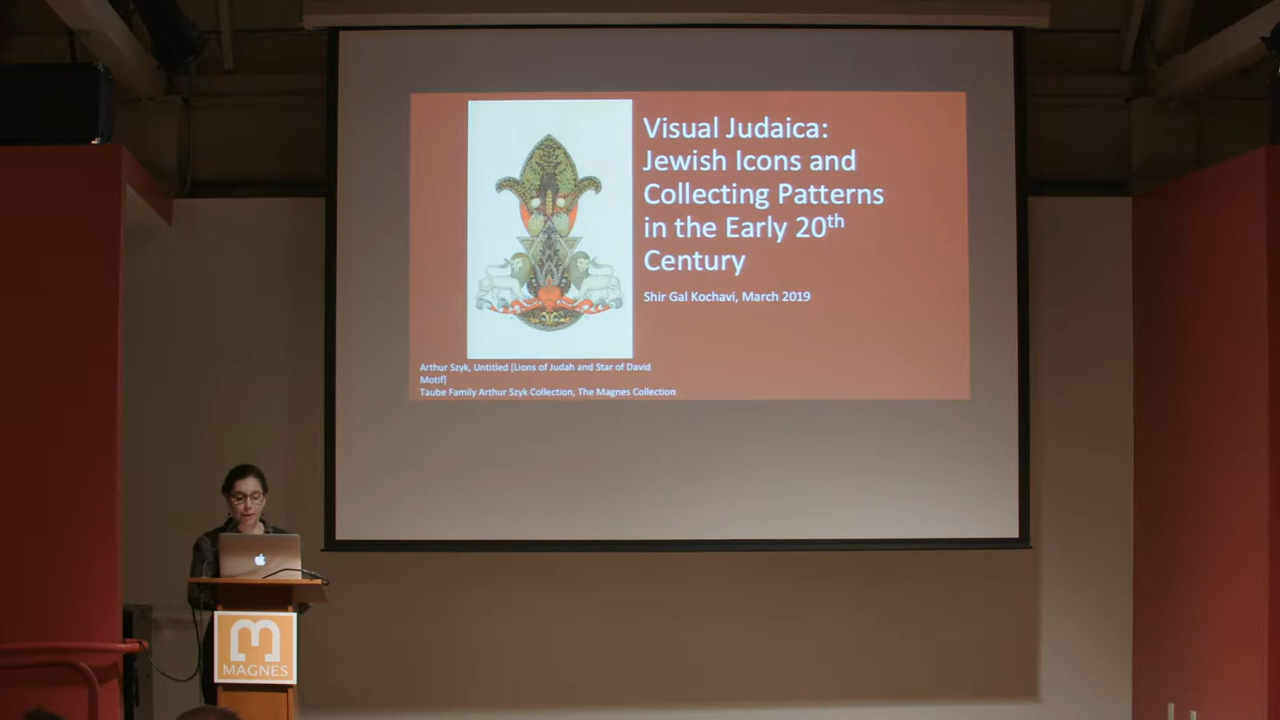 Visual Judaica:
Jewish Icons and
Collecting Patterns
in the Early 20th
Century
Shir Gal Kochavi, March 2019
Arthur Szyk, Untitled [Lions of Judah and Star of David
Motif]
Taube Family Arthur Szyk Collection, The Magnes Collection
MAGNES